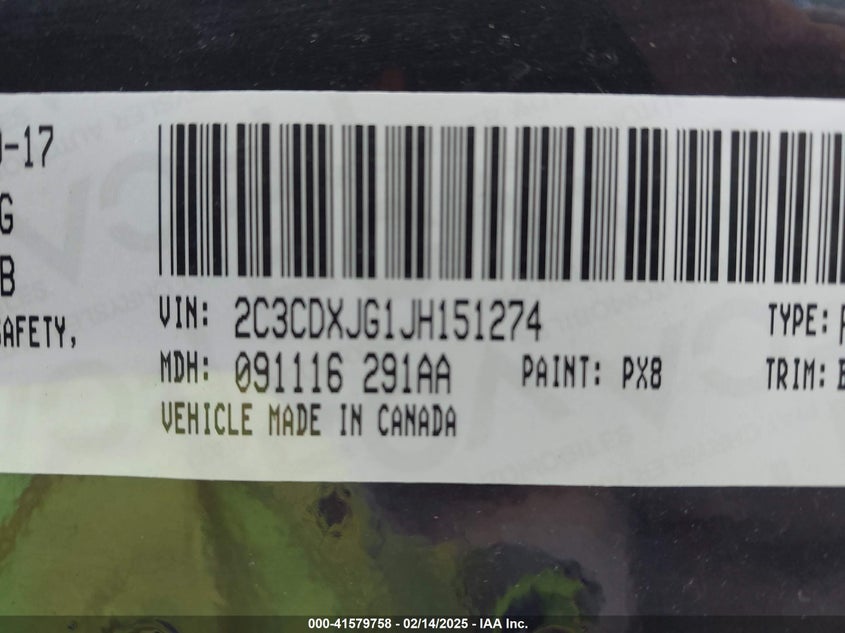 -17
G
B
SAFETY,
VIN: 2C3CDXJG1JH151274
TYPE:
MDH: 091116 291AA
PAINT: PX8
TRIM:
VEHICLE MADE IN CANADA
000-41579758 - 02/14/2025 - IAA Inc.